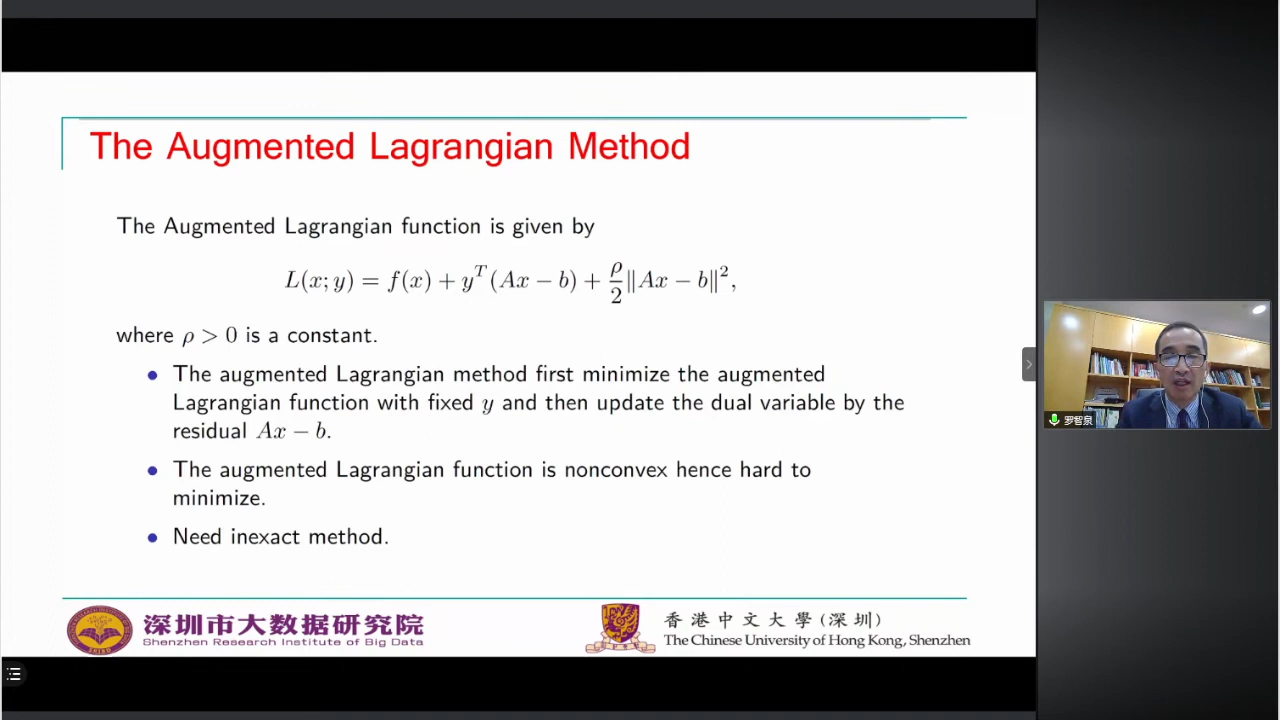 The Augmented Lagrangian Method
The Augmented Lagrangian function is given by
L(x; y) = f(x) + y^T (Ax − b) + ρ/2 ‖Ax − b‖²,
where ρ > 0 is a constant.
• The augmented Lagrangian method first minimize the augmented
Lagrangian function with fixed y and then update the dual variable by the
residual Ax − b.
• The augmented Lagrangian function is nonconvex hence hard to
minimize.
• Need inexact method.
深圳市大数据研究院
Shenzhen Research Institute of Big Data
香港中文大學(深圳)
The Chinese University of Hong Kong, Shenzhen
罗智泉